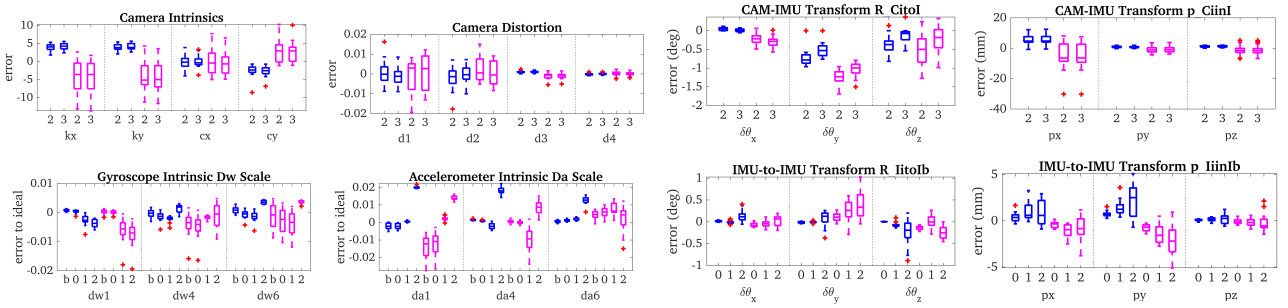 Camera Intrinsics
error
10
5
0
-5
-10
2 3 2 3 2 3 2 3 2 3 2 3 2 3 2 3
kx ky cx cy
Camera Distortion
error
0.02
0.01
0
-0.01
-0.02
2 3 2 3 2 3 2 3 2 3 2 3 2 3 2 3
d1 d2 d3 d4
CAM-IMU Transform R_CitoI
error (deg)
0
-0.5
-1
-1.5
-2
2 3 2 3 2 3 2 3 2 3 2 3
δθx δθy δθz
CAM-IMU Transform p_CiinI
error (mm)
20
0
-20
-40
2 3 2 3 2 3 2 3 2 3 2 3
px py pz
Gyroscope Intrinsic Dw Scale
error to ideal
0.01
0
-0.01
-0.02
b 0 1 2 b 0 1 2 b 0 1 2 b 0 1 2 b 0 1 2 b 0 1 2
dw1 dw4 dw6
Accelerometer Intrinsic Da Scale
error to ideal
0.02
0.01
0
-0.01
-0.02
b 0 1 2 b 0 1 2 b 0 1 2 b 0 1 2 b 0 1 2 b 0 1 2
da1 da4 da6
IMU-to-IMU Transform R_IitoIb
error (deg)
1
0.5
0
-0.5
-1
0 1 2 0 1 2 0 1 2 0 1 2 0 1 2 0 1 2
δθx δθy δθz
IMU-to-IMU Transform p_IiinIb
error (mm)
5
0
-5
0 1 2 0 1 2 0 1 2 0 1 2 0 1 2 0 1 2
px py pz